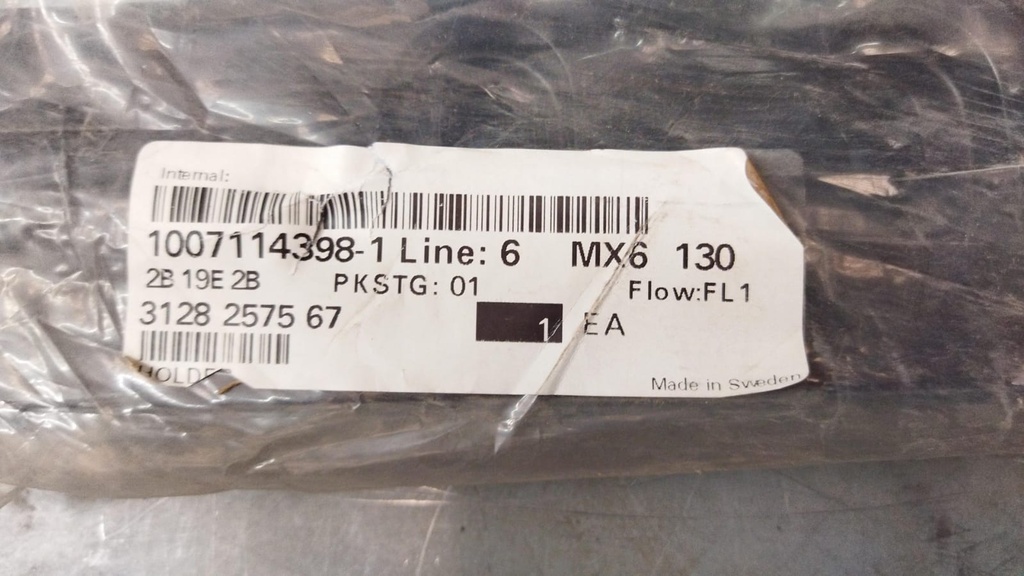 Internal:
1007114398-1 Line: 6 MX6 130
2B 19E 2B PKSTG: 01 Flow:FL1
3128 2575 67 1 EA
Made in Sweden